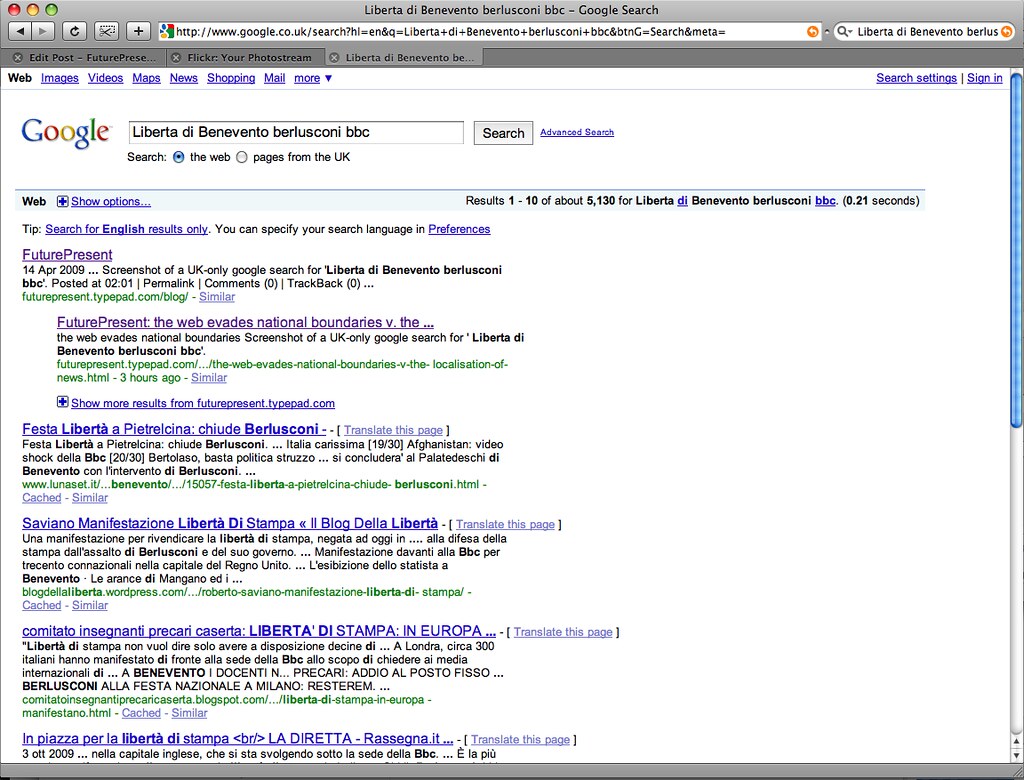 Liberta di Benevento berlusconi bbc - Google Search
http://www.google.co.uk/search?hl=en&q=Liberta+di+Benevento+berlusconi+bbc&btnG=Search&meta=
Liberta di Benevento berlus
Edit Post - FuturePrese...
Flickr: Your Photostream
Liberta di Benevento be...
Web Images Videos Maps News Shopping Mail more ▼
Search settings | Sign in
Google
Liberta di Benevento berlusconi bbc
Search
Advanced Search
Search: the web pages from the UK
Web Show options...
Results 1 - 10 of about 5,130 for Liberta di Benevento berlusconi bbc. (0.21 seconds)
Tip: Search for English results only. You can specify your search language in Preferences
FuturePresent
14 Apr 2009 ... Screenshot of a UK-only google search for 'Liberta di Benevento berlusconi
bbc'. Posted at 02:01 | Permalink | Comments (0) | TrackBack (0) ...
futurepresent.typepad.com/blog/ - Similar
FuturePresent: the web evades national boundaries v. the ...
the web evades national boundaries Screenshot of a UK-only google search for ' Liberta di
Benevento berlusconi bbc'.
futurepresent.typepad.com/.../the-web-evades-national-boundaries-v-the- localisation-of-
news.html - 3 hours ago - Similar
Show more results from futurepresent.typepad.com
Festa Libertà a Pietrelcina: chiude Berlusconi - - [ Translate this page ]
Festa Libertà a Pietrelcina: chiude Berlusconi. ... Italia carissima [19/30] Afghanistan: video
shock della Bbc [20/30] Bertolaso, basta politica struzzo ... si concludera' al Palatedeschi di
Benevento con l'intervento di Berlusconi. ...
www.lunaset.it/...benevento/.../15057-festa-liberta-a-pietrelcina-chiude- berlusconi.html -
Cached - Similar
Saviano Manifestazione Libertà Di Stampa « Il Blog Della Libertà - [ Translate this page ]
Una manifestazione per rivendicare la libertà di stampa, negata ad oggi in .... alla difesa della
stampa dall'assalto di Berlusconi e del suo governo. ... Manifestazione davanti alla Bbc per
trecento connazionali nella capitale del Regno Unito. ... L'esibizione dello statista a
Benevento · Le arance di Mangano ed i ...
blogdellaliberta.wordpress.com/.../roberto-saviano-manifestazione-liberta-di- stampa/ -
Cached - Similar
comitato insegnanti precari caserta: LIBERTA' DI STAMPA: IN EUROPA ... - [ Translate this page ]
"Libertà di stampa non vuol dire solo avere a disposizione decine di ... A Londra, circa 300
italiani hanno manifestato di fronte alla sede della Bbc allo scopo di chiedere ai media
internazionali di ... A BENEVENTO I DOCENTI N... PRECARI: ADDIO AL POSTO FISSO ...
BERLUSCONI ALLA FESTA NAZIONALE A MILANO: RESTEREM. ...
comitatoinsegnantiprecaricaserta.blogspot.com/.../liberta-di-stampa-in-europa -
manifestano.html - Cached - Similar
In piazza per la libertà di stampa <br/> LA DIRETTA - Rassegna.it ... - [ Translate this page ]
3 ott 2009 ... nella capitale inglese, che si sta svolgendo sotto la sede della Bbc. ... È la più